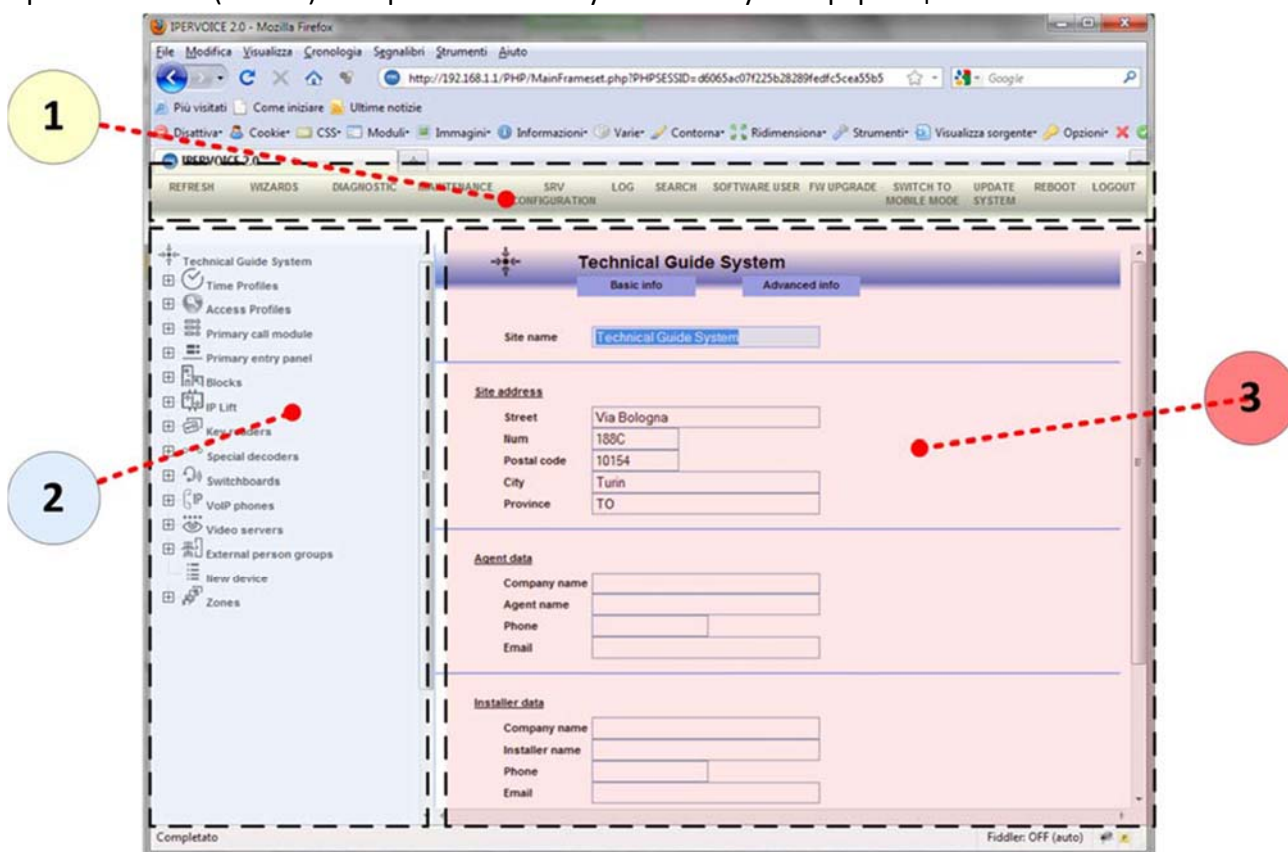 IPERVOICE 2.0 - Mozilla Firefox
File Modifica Visualizza Cronologia Segnalibri Strumenti Aiuto
http://192.168.1.1/PHP/MainFrameset.php?PHPSESSID=d6065ac07f225b28289fedfc5cea55b5
Google
Più visitati Come iniziare Ultime notizie
Disattiva Cookie CSS Moduli Immagini Informazioni Varie Contorna Ridimensiona Strumenti Visualizza sorgente Opzioni
IPERVOICE 2.0
1
REFRESH WIZARDS DIAGNOSTIC MAINTENANCE SRV CONFIGURATION LOG SEARCH SOFTWARE USER FW UPGRADE SWITCH TO MOBILE MODE UPDATE SYSTEM REBOOT LOGOUT
2
Technical Guide System
Time Profiles
Access Profiles
Primary call module
Primary entry panel
Blocks
IP Lift
Key readers
Special decoders
Switchboards
VoIP phones
Video servers
External person groups
New device
Zones
3
Technical Guide System
Basic info Advanced info
Site name Technical Guide System
Site address
Street Via Bologna
Num 188C
Postal code 10154
City Turin
Province TO
Agent data
Company name
Agent name
Phone
Email
Installer data
Company name
Installer name
Phone
Email
Completato
Fiddler: OFF (auto)